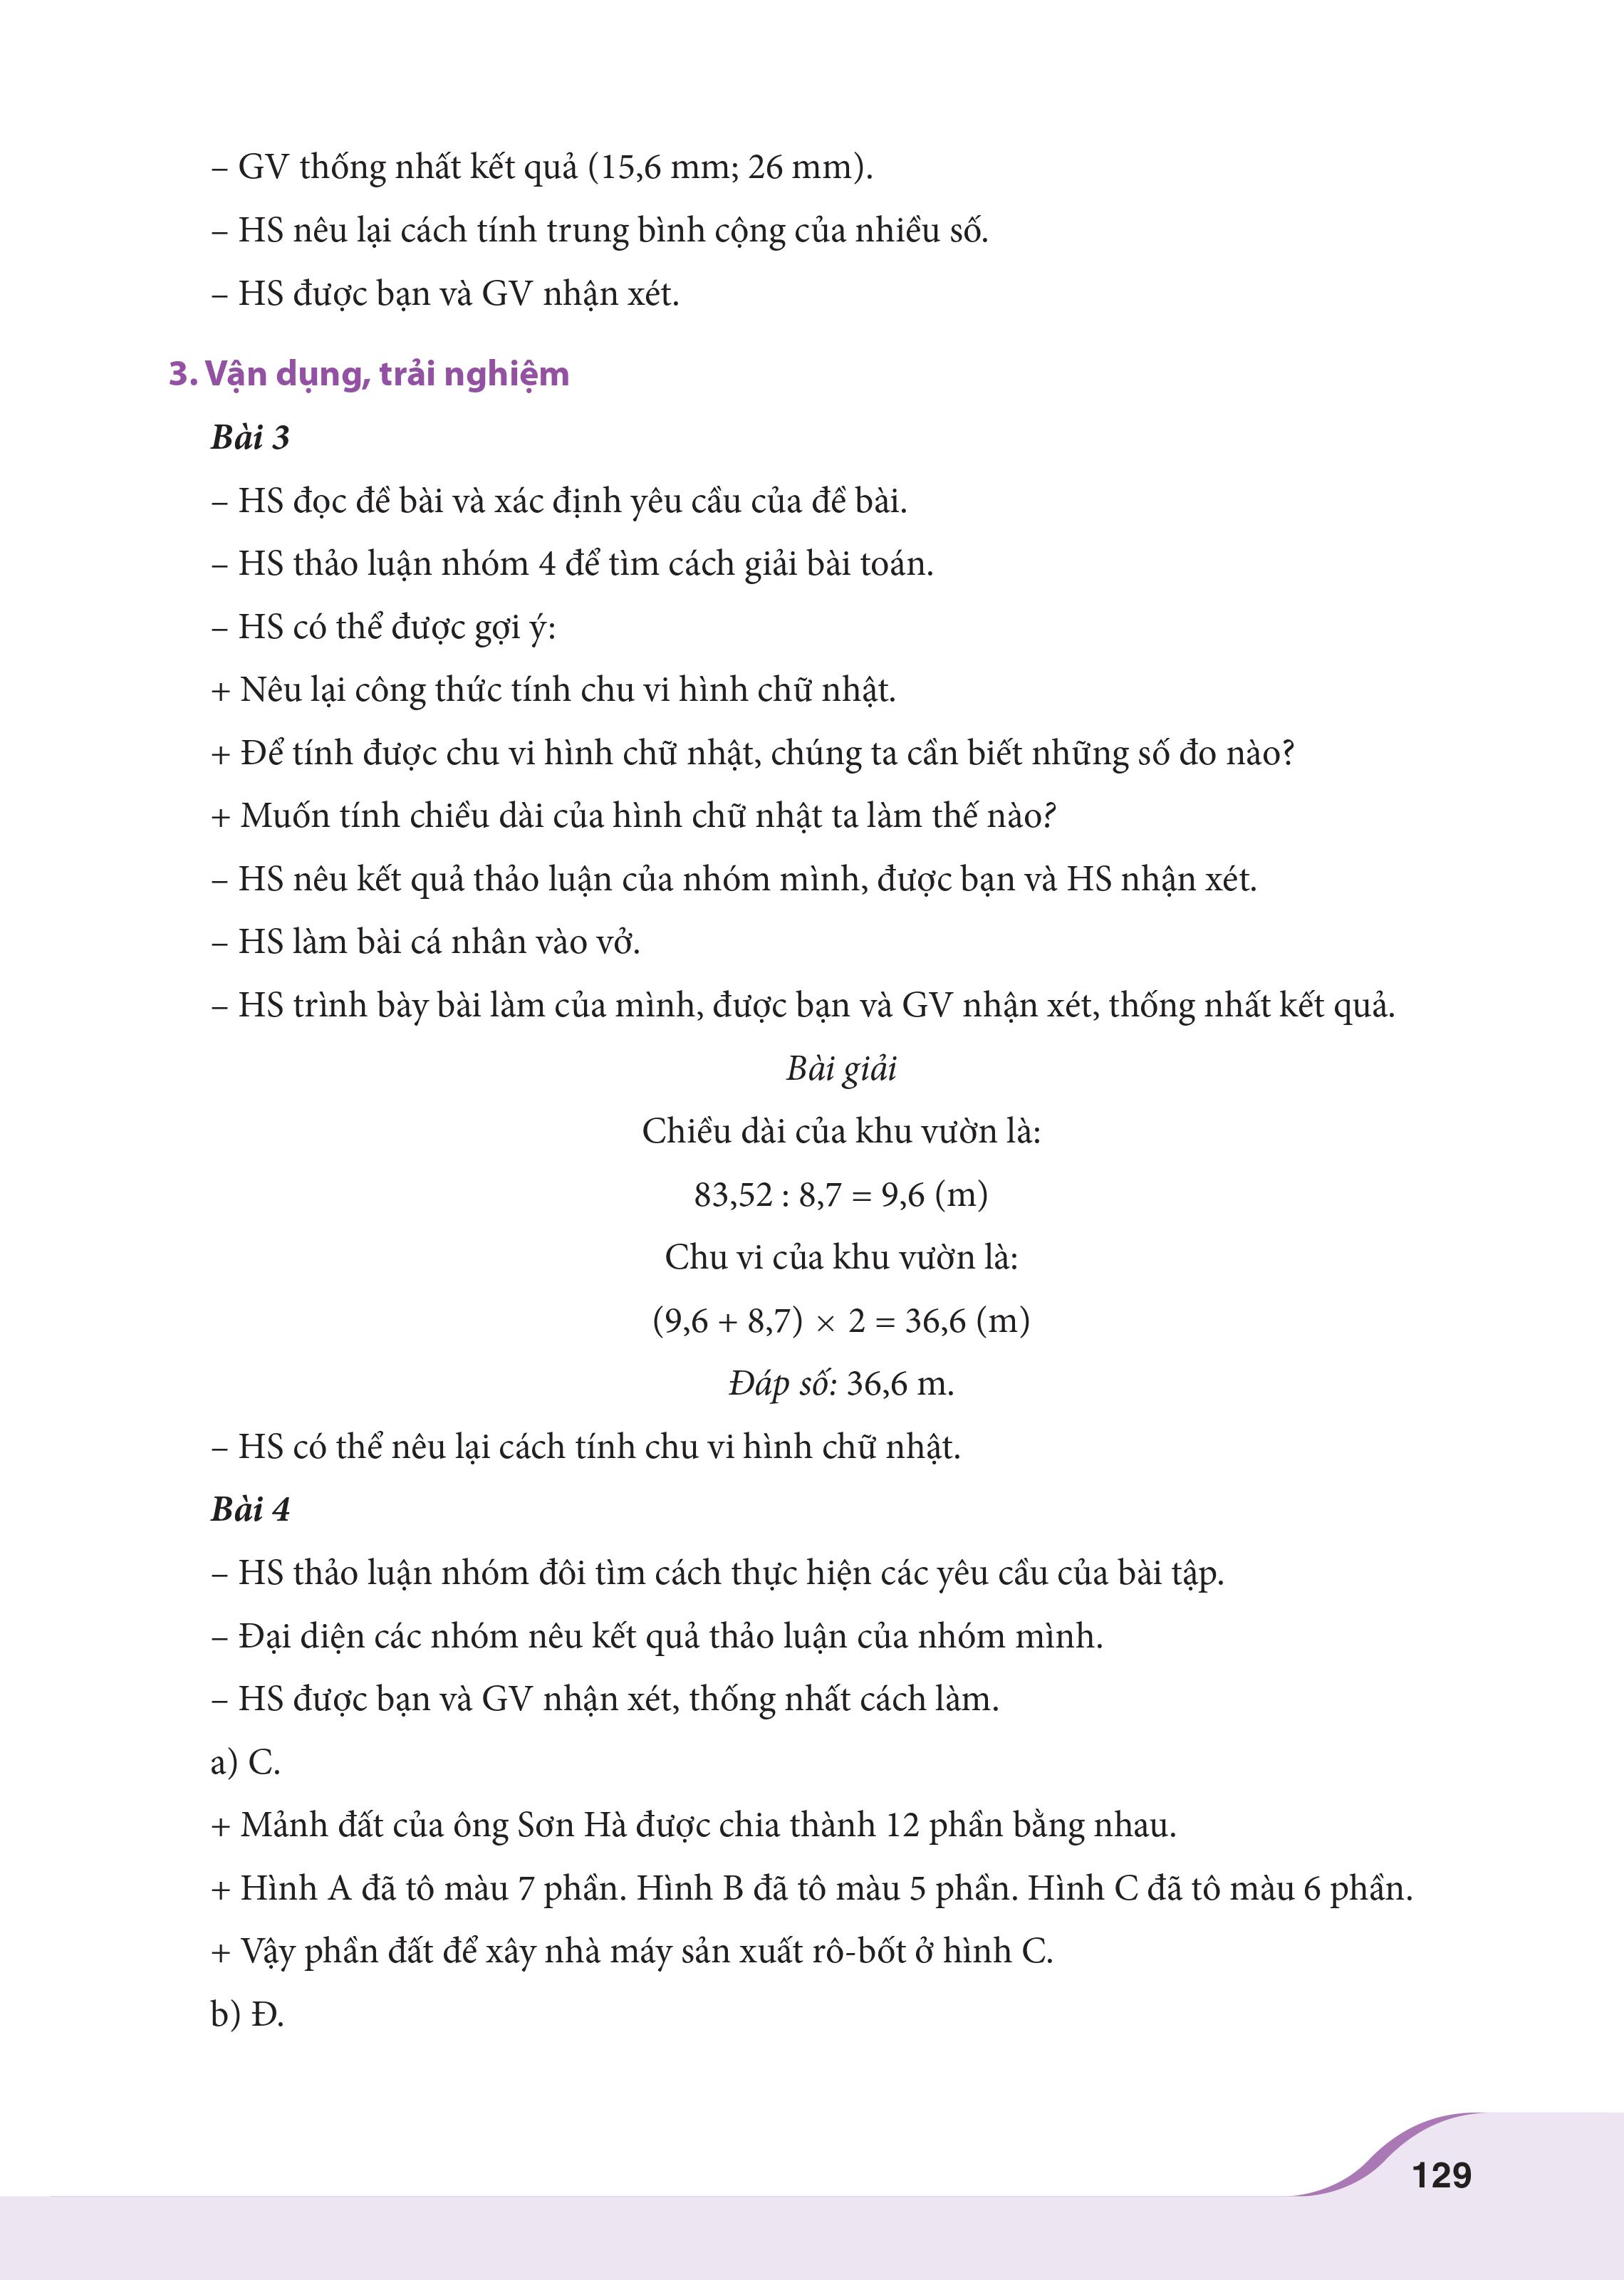 – GV thống nhất kết quả (15,6 mm; 26 mm).
– HS nêu lại cách tính trung bình cộng của nhiều số.
– HS được bạn và GV nhận xét.
3. Vận dụng, trải nghiệm
Bài 3
– HS đọc đề bài và xác định yêu cầu của đề bài.
– HS thảo luận nhóm 4 để tìm cách giải bài toán.
– HS có thể được gợi ý:
+ Nêu lại công thức tính chu vi hình chữ nhật.
+ Để tính được chu vi hình chữ nhật, chúng ta cần biết những số đo nào?
+ Muốn tính chiều dài của hình chữ nhật ta làm thế nào?
– HS nêu kết quả thảo luận của nhóm mình, được bạn và HS nhận xét.
– HS làm bài cá nhân vào vở.
– HS trình bày bài làm của mình, được bạn và GV nhận xét, thống nhất kết quả.
Bài giải
Chiều dài của khu vườn là:
83,52 : 8,7 = 9,6 (m)
Chu vi của khu vườn là:
(9,6 + 8,7) × 2 = 36,6 (m)
Đáp số: 36,6 m.
– HS có thể nêu lại cách tính chu vi hình chữ nhật.
Bài 4
– HS thảo luận nhóm đôi tìm cách thực hiện các yêu cầu của bài tập.
– Đại diện các nhóm nêu kết quả thảo luận của nhóm mình.
– HS được bạn và GV nhận xét, thống nhất cách làm.
a) C.
+ Mảnh đất của ông Sơn Hà được chia thành 12 phần bằng nhau.
+ Hình A đã tô màu 7 phần. Hình B đã tô màu 5 phần. Hình C đã tô màu 6 phần.
+ Vậy phần đất để xây nhà máy sản xuất rô-bốt ở hình C.
b) Đ.
129